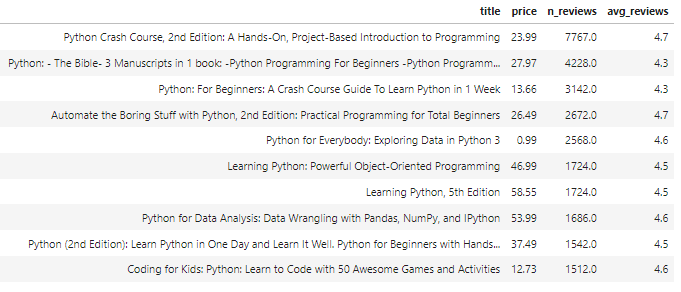 title price n_reviews avg_reviews
Python Crash Course, 2nd Edition: A Hands-On, Project-Based Introduction to Programming 23.99 7767.0 4.7
Python: - The Bible- 3 Manuscripts in 1 book: -Python Programming For Beginners -Python Programm... 27.97 4228.0 4.3
Python: For Beginners: A Crash Course Guide To Learn Python in 1 Week 13.66 3142.0 4.3
Automate the Boring Stuff with Python, 2nd Edition: Practical Programming for Total Beginners 26.49 2672.0 4.7
Python for Everybody: Exploring Data in Python 3 0.99 2568.0 4.6
Learning Python: Powerful Object-Oriented Programming 46.99 1724.0 4.5
Learning Python, 5th Edition 58.55 1724.0 4.5
Python for Data Analysis: Data Wrangling with Pandas, NumPy, and IPython 53.99 1686.0 4.6
Python (2nd Edition): Learn Python in One Day and Learn It Well. Python for Beginners with Hands... 37.49 1542.0 4.5
Coding for Kids: Python: Learn to Code with 50 Awesome Games and Activities 12.73 1512.0 4.6